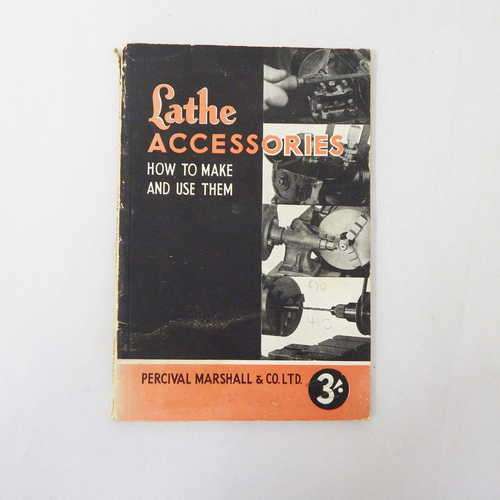 Lathe
ACCESSORIES
HOW TO MAKE
AND USE THEM
PERCIVAL MARSHALL & CO. LTD.
3/-